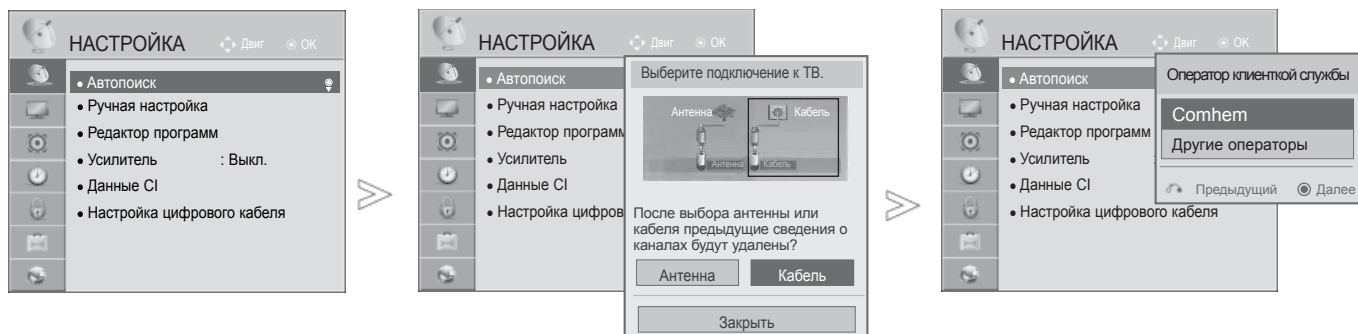 НАСТРОЙКА
Двиг OK
• Автопоиск
• Ручная настройка
• Редактор программ
• Усилитель : Выкл.
• Данные CI
• Настройка цифрового кабеля
НАСТРОЙКА
Двиг OK
• Автопоиск
• Ручная настройка
• Редактор программ
• Усилитель
• Данные CI
• Настройка цифров
Выберите подключение к ТВ.
Антенна
Кабель
Антенна
Кабель
После выбора антенны или
кабеля предыдущие сведения о
каналах будут удалены?
Антенна
Кабель
Закрыть
НАСТРОЙКА
Двиг OK
• Автопоиск
• Ручная настройка
• Редактор программ
• Усилитель
• Данные CI
• Настройка цифрового кабеля
Оператор клиенткой службы
Comhem
Другие операторы
Предыдущий
Далее